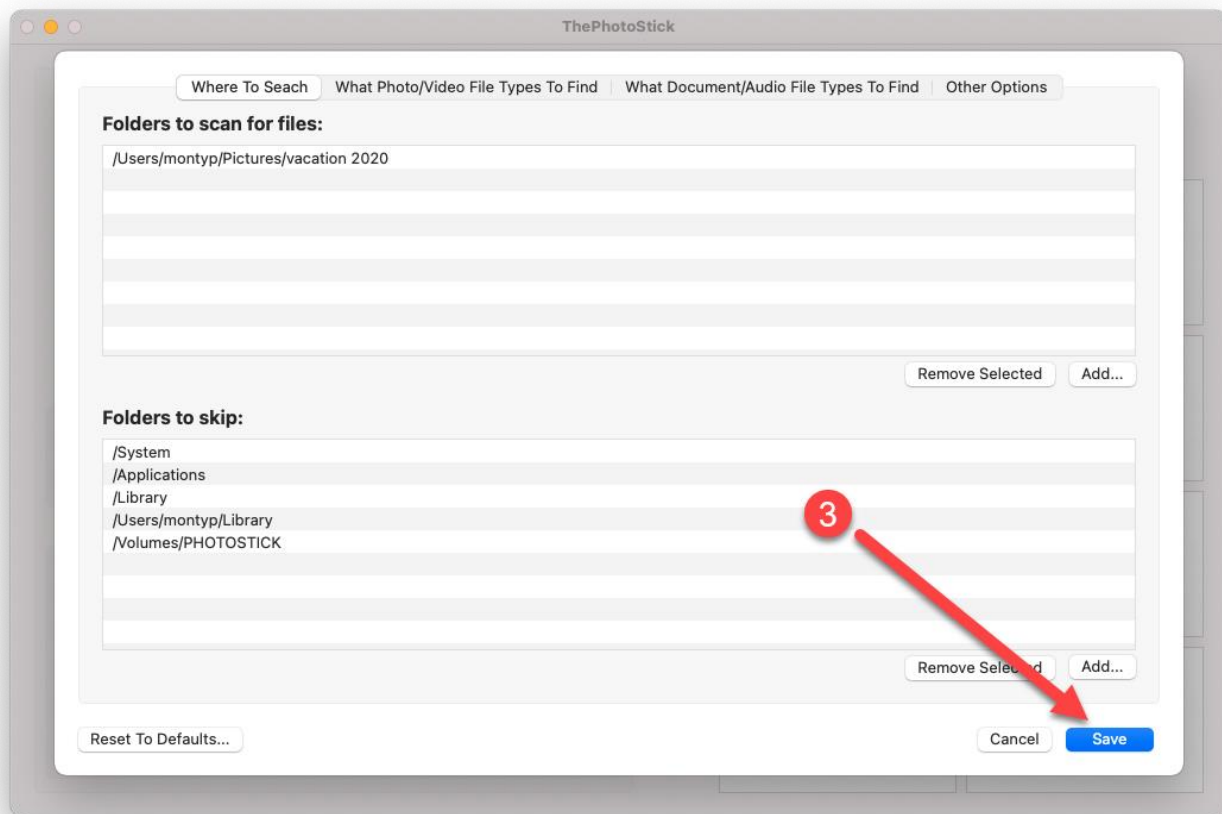 ThePhotoStick
Where To Seach What Photo/Video File Types To Find What Document/Audio File Types To Find Other Options
Folders to scan for files:
/Users/montyp/Pictures/vacation 2020
Remove Selected Add...
Folders to skip:
/System
/Applications
/Library
/Users/montyp/Library
/Volumes/PHOTOSTICK
3
Remove Selected Add...
Reset To Defaults... Cancel Save